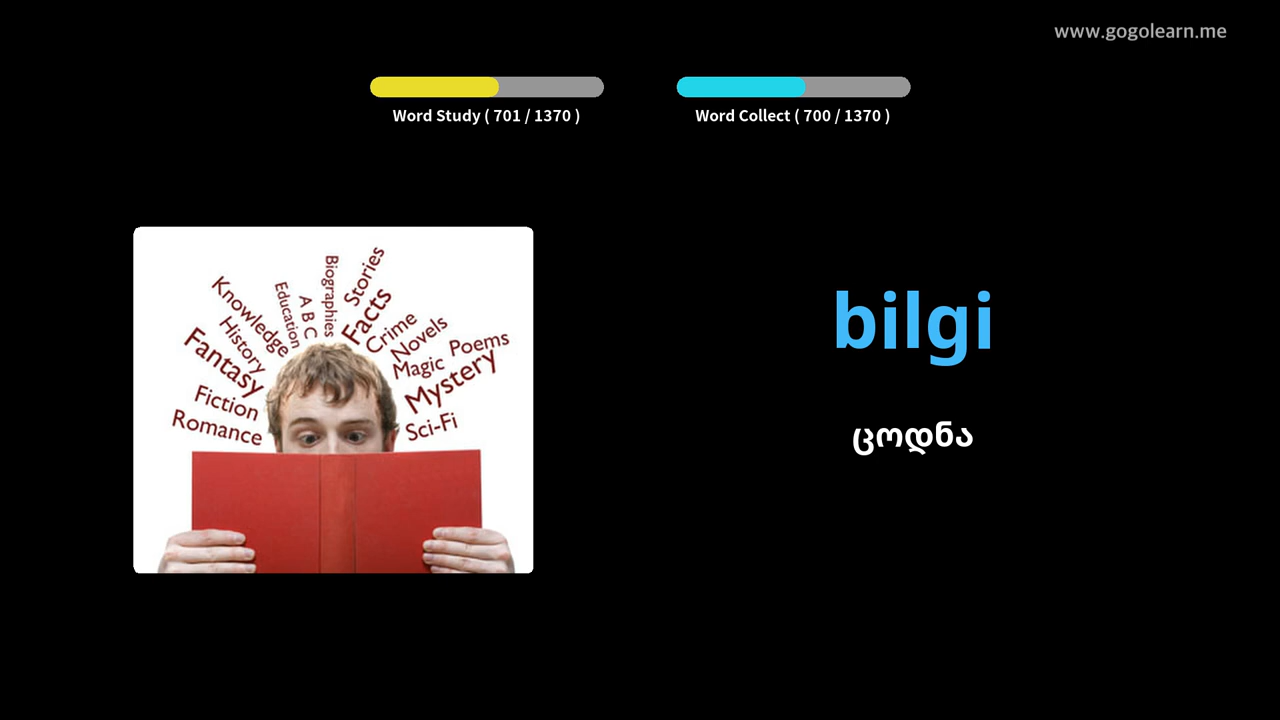 www.gogolearn.me
Word Study ( 701 / 1370 )
Word Collect ( 700 / 1370 )
Knowledge
History
Fantasy
Fiction
Romance
Education
A B C
Biographies
Stories
Facts
Crime
Novels
Magic
Poems
Mystery
Sci-Fi
bilgi
ცოდნა